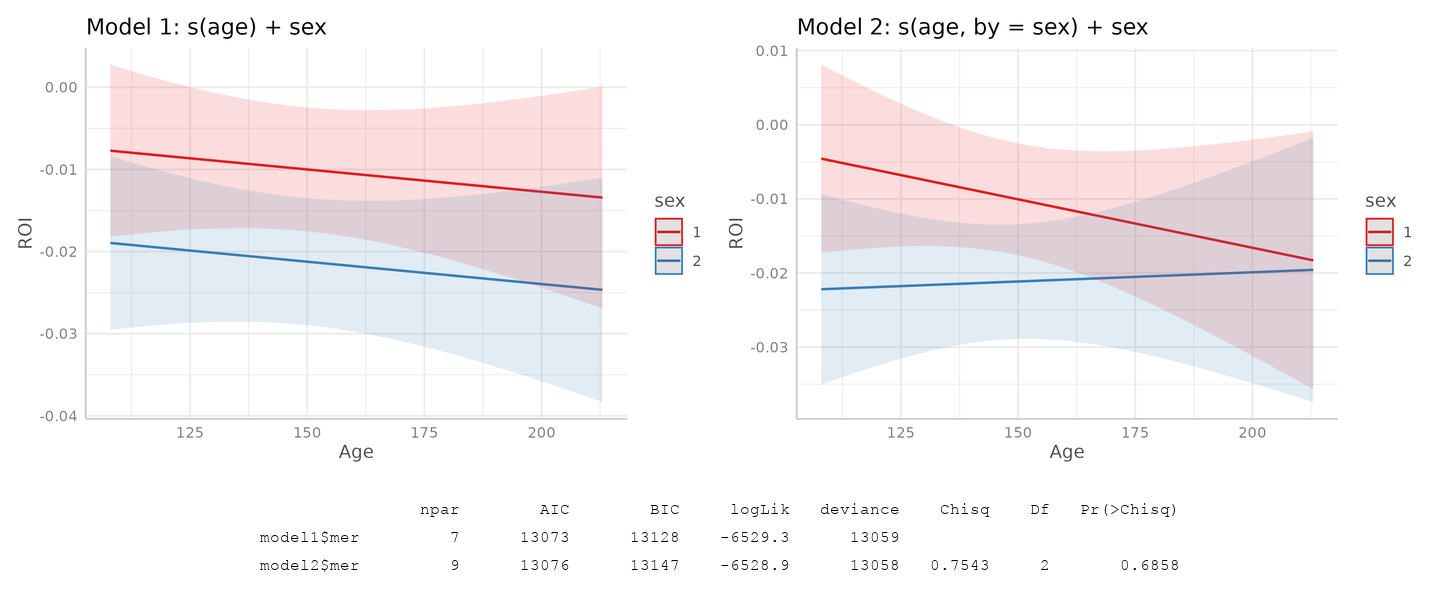 Model 1: s(age) + sex
0.00
-0.01
-0.02
-0.03
-0.04
ROI
125 150 175 200
Age
sex
1
2
Model 2: s(age, by = sex) + sex
0.01
0.00
-0.01
-0.02
-0.03
ROI
125 150 175 200
Age
sex
1
2
npar AIC BIC logLik deviance Chisq Df Pr(>Chisq)
model1$mer 7 13073 13128 -6529.3 13059
model2$mer 9 13076 13147 -6528.9 13058 0.7543 2 0.6858